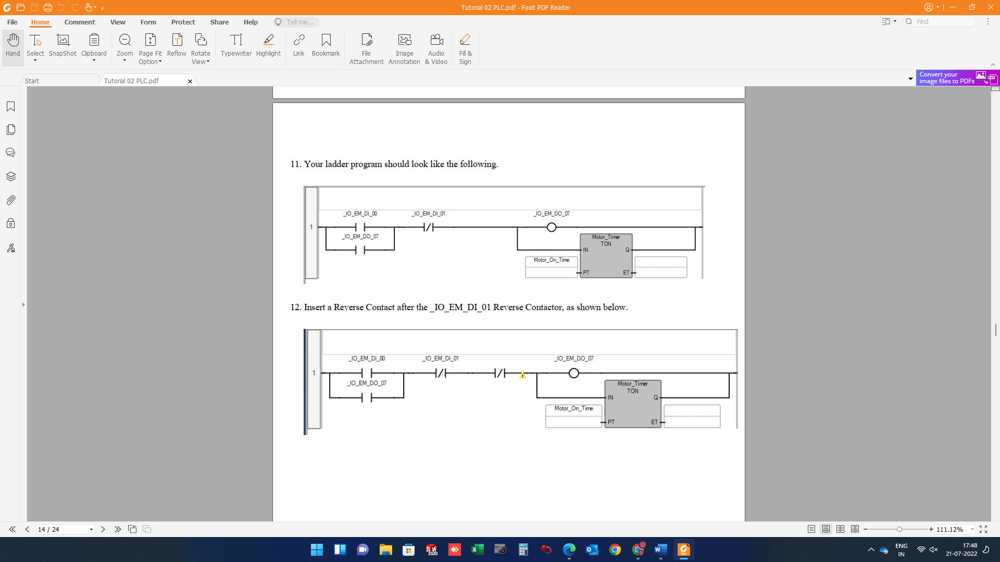 Tutorial 02 PLC.pdf - Foxit PDF Reader
File Home Comment View Form Protect Share Help Tell me... Find
Hand Select SnapShot Clipboard Zoom Page Fit Option Reflow Rotate View Typewriter Highlight Link Bookmark File Attachment Image Annotation Audio & Video Fill & Sign
Start Tutorial 02 PLC.pdf
Convert your
image files to PDFs
11. Your ladder program should look like the following.
_IO_EM_DI_00 _IO_EM_DI_01 _IO_EM_DO_07
1
_IO_EM_DO_07 Motor_Timer
TON
IN Q
Motor_On_Time
PT ET
12. Insert a Reverse Contact after the _IO_EM_DI_01 Reverse Contactor, as shown below.
_IO_EM_DI_00 _IO_EM_DI_01 _IO_EM_DO_07
1
_IO_EM_DO_07 Motor_Timer
TON
IN Q
Motor_On_Time
PT ET
14 / 24 111.12%
SW 2020
ENG
IN
17:48
21-07-2022